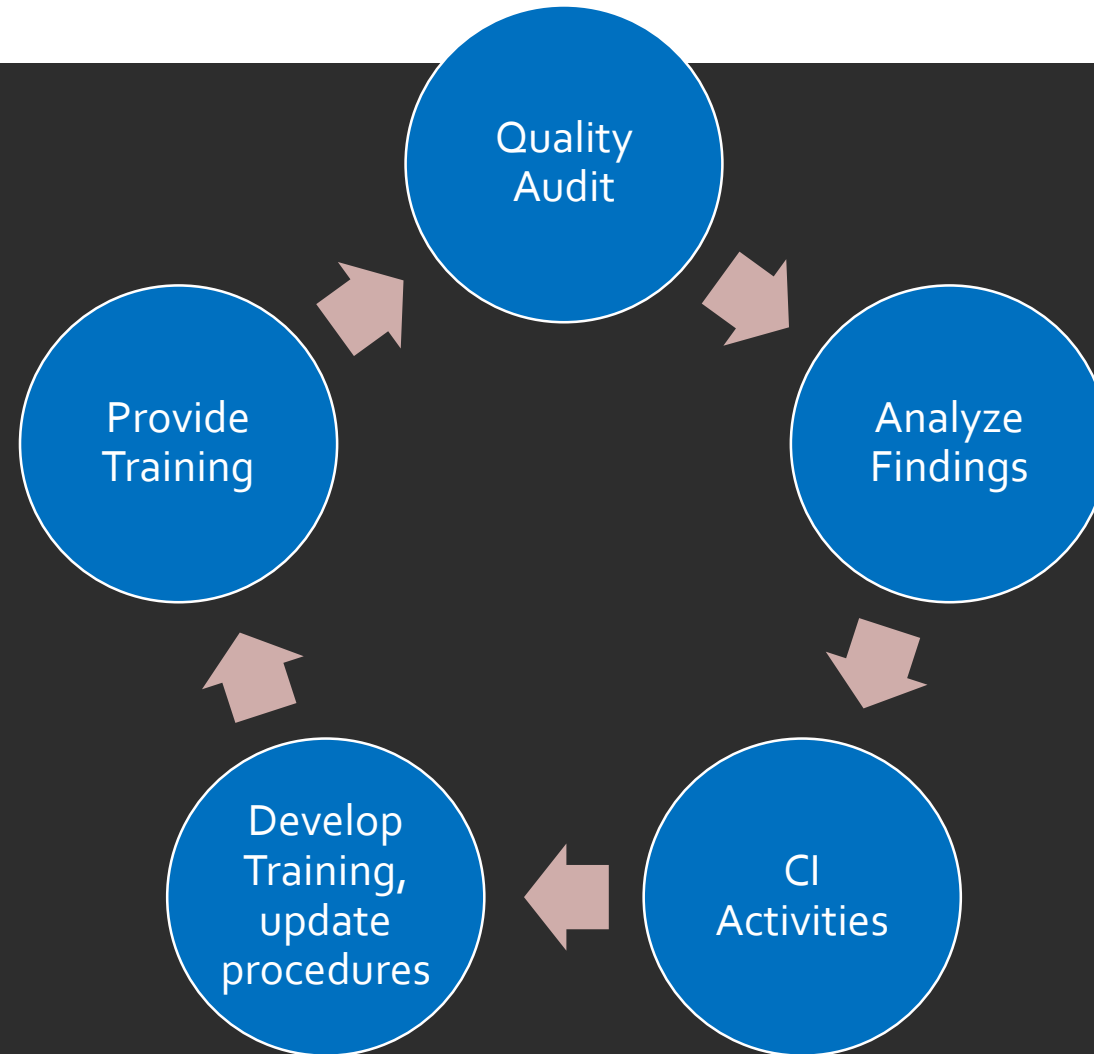 Quality
Audit
Analyze
Findings
CI
Activities
Develop
Training,
update
procedures
Provide
Training